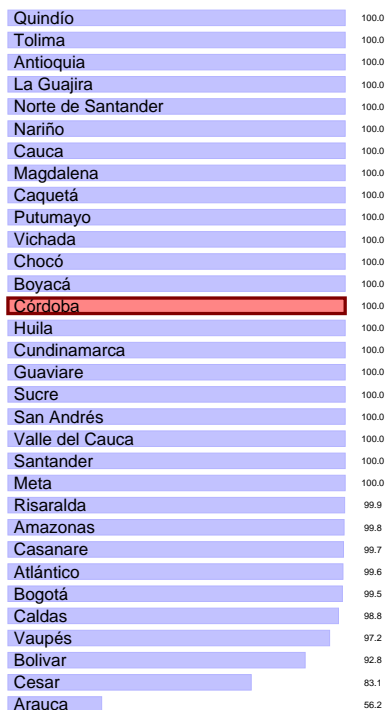 Quindío 100.0
Tolima 100.0
Antioquia 100.0
La Guajira 100.0
Norte de Santander 100.0
Nariño 100.0
Cauca 100.0
Magdalena 100.0
Caquetá 100.0
Putumayo 100.0
Vichada 100.0
Chocó 100.0
Boyacá 100.0
Córdoba 100.0
Huila 100.0
Cundinamarca 100.0
Guaviare 100.0
Sucre 100.0
San Andrés 100.0
Valle del Cauca 100.0
Santander 100.0
Meta 100.0
Risaralda 99.9
Amazonas 99.8
Casanare 99.7
Atlántico 99.6
Bogotá 99.5
Caldas 98.8
Vaupés 97.2
Bolivar 92.8
Cesar 83.1
Arauca 56.2